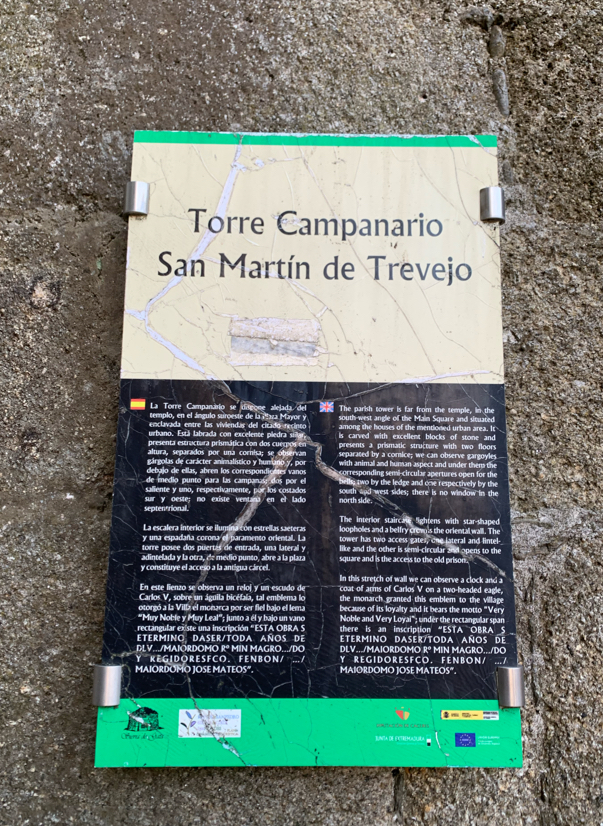 Torre Campanario
San Martín de Trevejo
La Torre Campanario se dispone alejada del
templo, en el ángulo suroeste de la plaza Mayor y
enclavada entre las viviendas del citado recinto
urbano. Está labrada con excelente piedra sillar,
presenta estructura prismática con dos cuerpos en
altura, separados por una cornisa; se observan
gárgolas de carácter animalístico y humano y, por
debajo de ellas, abren los correspondientes vanos
de medio punto para las campanas: dos por el
saliente y uno, respectivamente, por los costados
sur y oeste; no existe ventana en el lado
septentrional.
La escalera interior se ilumina con estrellas saeteras
y una espadaña corona el paramento oriental. La
torre posee dos puertas de entrada, una lateral y
adintelada y la otra, de medio punto, abre a la plaza
y constituye el acceso a la antigua cárcel.
En este lienzo se observa un reloj y un escudo de
Carlos V, sobre un águila bicéfala, tal emblema lo
otorgó a la Villa el monarca por ser fiel bajo el lema
"Muy Noble y Muy Leal"; junto a él y bajo un vano
rectangular existe una inscripción "ESTA OBRA S
ETERMINO DASER/TODA AÑOS DE
DLV.../MAIORDOMO Rº MIN MAGRO.../DO
Y REGIDORESFCO. FENBON/ .../
MAIORDOMO JOSE MATEOS".
The parish tower is far from the temple, in the
south-west angle of the Main Square and situated
among the houses of the mentioned urban area. It
is carved with excellent blocks of stone and
presents a prismatic structure with two floors
separated by a cornice; we can observe gargoyles
with animal and human aspect and under them the
corresponding semi-circular apertures open for the
bells, two by the ledge and one respectively by the
south and west sides; there is no window in the
north side.
The interior staircase lightens with star-shaped
loopholes and a belfry crowns the oriental wall. The
tower has two access gates, one lateral and lintel-
like and the other is semi-circular and opens to the
square and is the access to the old prison.
In this stretch of wall we can observe a clock and a
coat of arms of Carlos V on a two-headed eagle,
the monarch granted this emblem to the village
because of its loyalty and it bears the motto "Very
Noble and Very Loyal"; under the rectangular span
there is an inscription "ESTA OBRA S
ETERMINO DASER/TODA AÑOS DE
DLV.../MAIORDOMO Rº MIN MAGRO.../DO
Y REGIDORESFCO. FENBON/ .../
MAIORDOMO JOSE MATEOS".
Sierra de Gata
JUNTA DE EXTREMADURA